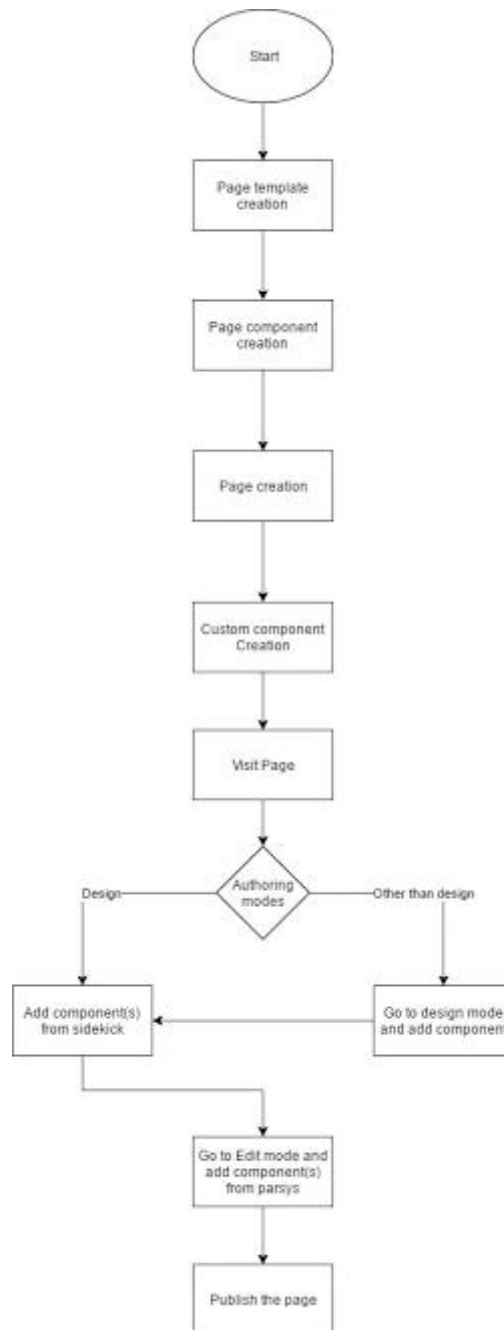 Start
Page template
creation
Page component
creation
Page creation
Custom component
Creation
Visit Page
Authoring
modes
Design
Other than design
Add component(s)
from sidekick
Go to design mode
and add component
Go to Edit mode and
add component(s)
from parsys
Publish the page